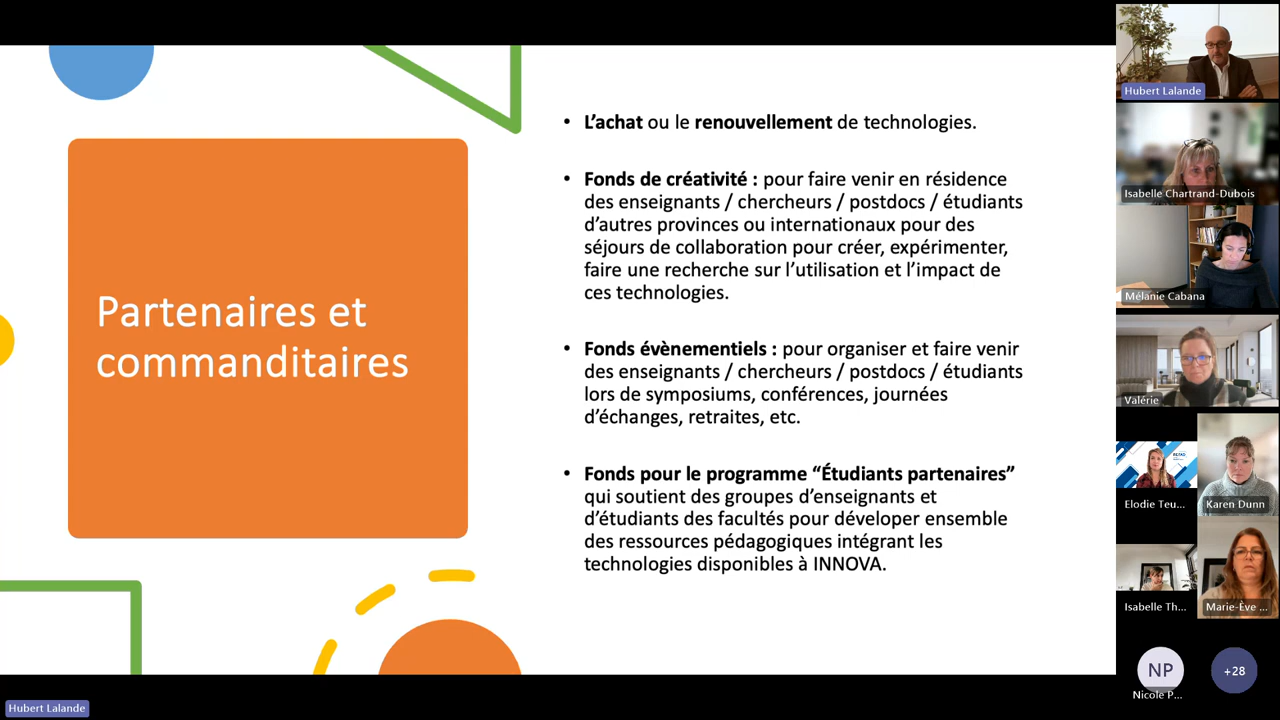 Partenaires et
commanditaires
• L’achat ou le renouvellement de technologies.
• Fonds de créativité : pour faire venir en résidence
des enseignants / chercheurs / postdocs / étudiants
d’autres provinces ou internationaux pour des
séjours de collaboration pour créer, expérimenter,
faire une recherche sur l’utilisation et l’impact de
ces technologies.
• Fonds évènementiels : pour organiser et faire venir
des enseignants / chercheurs / postdocs / étudiants
lors de symposiums, conférences, journées
d’échanges, retraites, etc.
• Fonds pour le programme “Étudiants partenaires”
qui soutient des groupes d’enseignants et
d’étudiants des facultés pour développer ensemble
des ressources pédagogiques intégrant les
technologies disponibles à INNOVA.
Hubert Lalande
Isabelle Chartrand-Dubois
Mélanie Cabana
Valérie
Elodie Teu...
Karen Dunn
Isabelle Th...
Marie-Ève ...
NP
Nicole P...
+28
Hubert Lalande